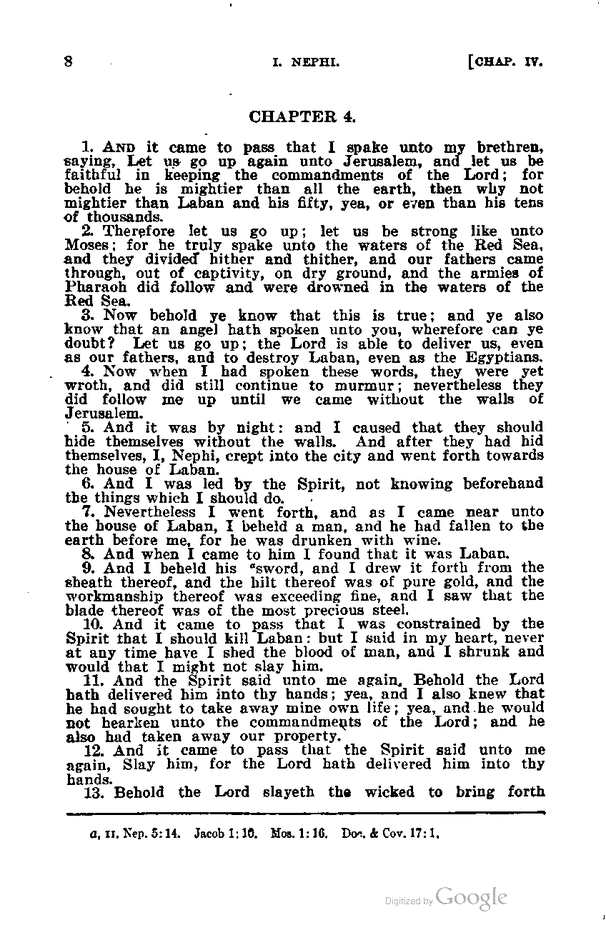 8 I. NEPHI. [CHAP. IV.
CHAPTER 4.
1. AND it came to pass that I spake unto my brethren,
saying, Let us go up again unto Jerusalem, and let us be
faithful in keeping the commandments of the Lord; for
behold he is mightier than all the earth, then why not
mightier than Laban and his fifty, yea, or even than his tens
of thousands.
2. Therefore let us go up; let us be strong like unto
Moses; for he truly spake unto the waters of the Red Sea,
and they divided hither and thither, and our fathers came
through, out of captivity, on dry ground, and the armies of
Pharaoh did follow and were drowned in the waters of the
Red Sea.
3. Now behold ye know that this is true; and ye also
know that an angel hath spoken unto you, wherefore can ye
doubt? Let us go up; the Lord is able to deliver us, even
as our fathers, and to destroy Laban, even as the Egyptians.
4. Now when I had spoken these words, they were yet
wroth, and did still continue to murmur; nevertheless they
did follow me up until we came without the walls of
Jerusalem.
5. And it was by night: and I caused that they should
hide themselves without the walls. And after they had hid
themselves, I, Nephi, crept into the city and went forth towards
the house of Laban.
6. And I was led by the Spirit, not knowing beforehand
the things which I should do.
7. Nevertheless I went forth, and as I came near unto
the house of Laban, I beheld a man, and he had fallen to the
earth before me, for he was drunken with wine.
8. And when I came to him I found that it was Laban.
9. And I beheld his ᵃsword, and I drew it forth from the
sheath thereof, and the hilt thereof was of pure gold, and the
workmanship thereof was exceeding fine, and I saw that the
blade thereof was of the most precious steel.
10. And it came to pass that I was constrained by the
Spirit that I should kill Laban: but I said in my heart, never
at any time have I shed the blood of man, and I shrunk and
would that I might not slay him.
11. And the Spirit said unto me again, Behold the Lord
hath delivered him into thy hands; yea, and I also knew that
he had sought to take away mine own life; yea, and he would
not hearken unto the commandments of the Lord; and he
also had taken away our property.
12. And it came to pass that the Spirit said unto me
again, Slay him, for the Lord hath delivered him into thy
hands.
13. Behold the Lord slayeth the wicked to bring forth
a, II. Nep. 5:14. Jacob 1:10. Mos. 1:16. Doc. & Cov. 17:1.
Digitized by Google